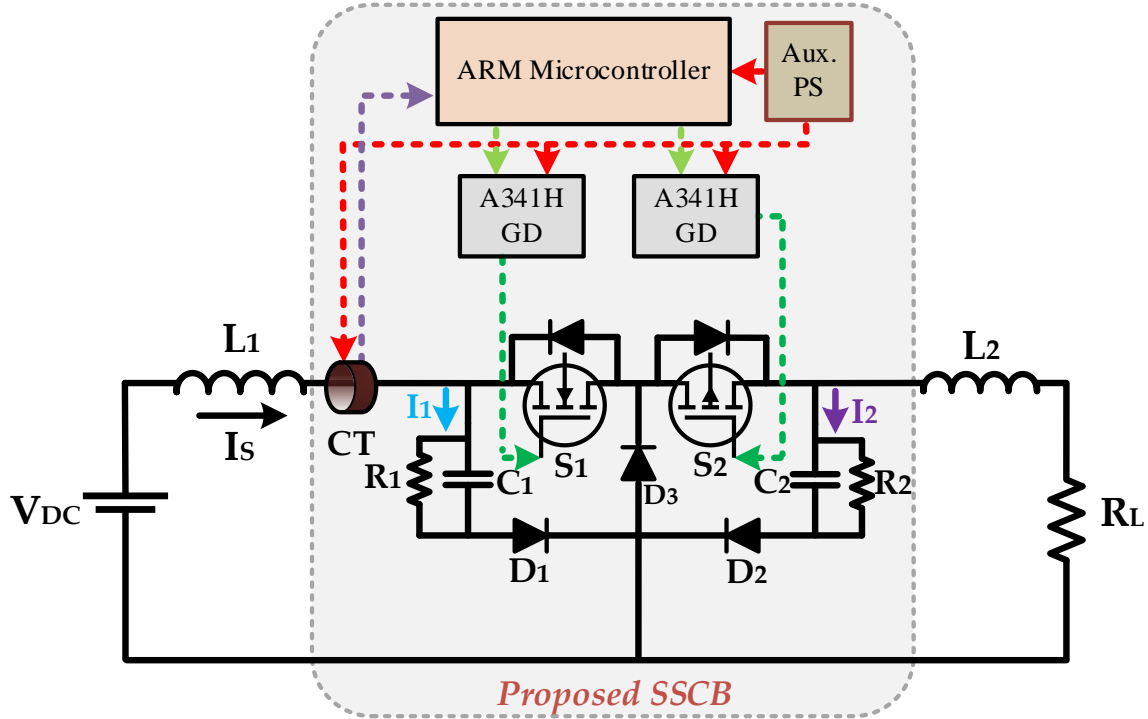 ARM Microcontroller
Aux.
PS
A341H
GD
A341H
GD
L1
L2
I1
I2
IS
CT
S1
S2
R1
C1
D3
C2
R2
VDC
RL
D1
D2
Proposed SSCB